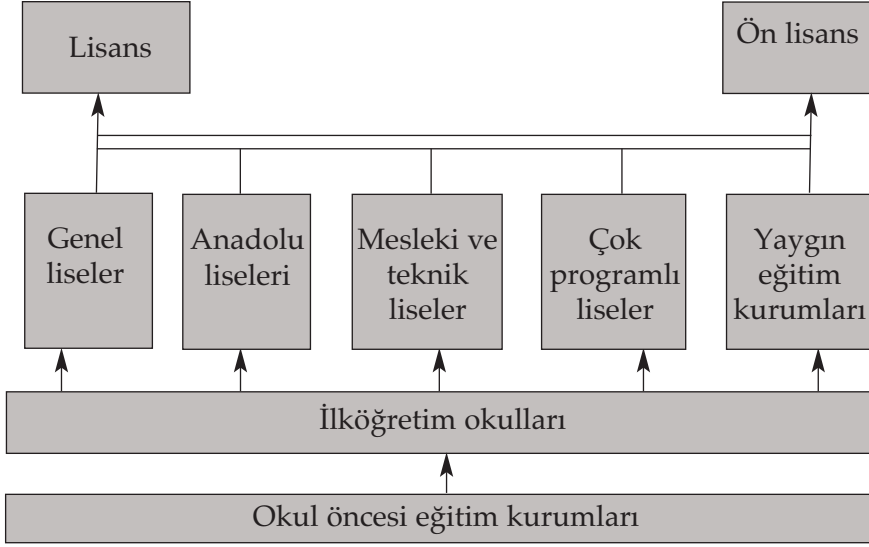 Lisans
Ön lisans
Genel
liseler
Anadolu
liseleri
Mesleki ve
teknik
liseler
Çok
programlı
liseler
Yaygın
eğitim
kurumları
İlköğretim okulları
Okul öncesi eğitim kurumları